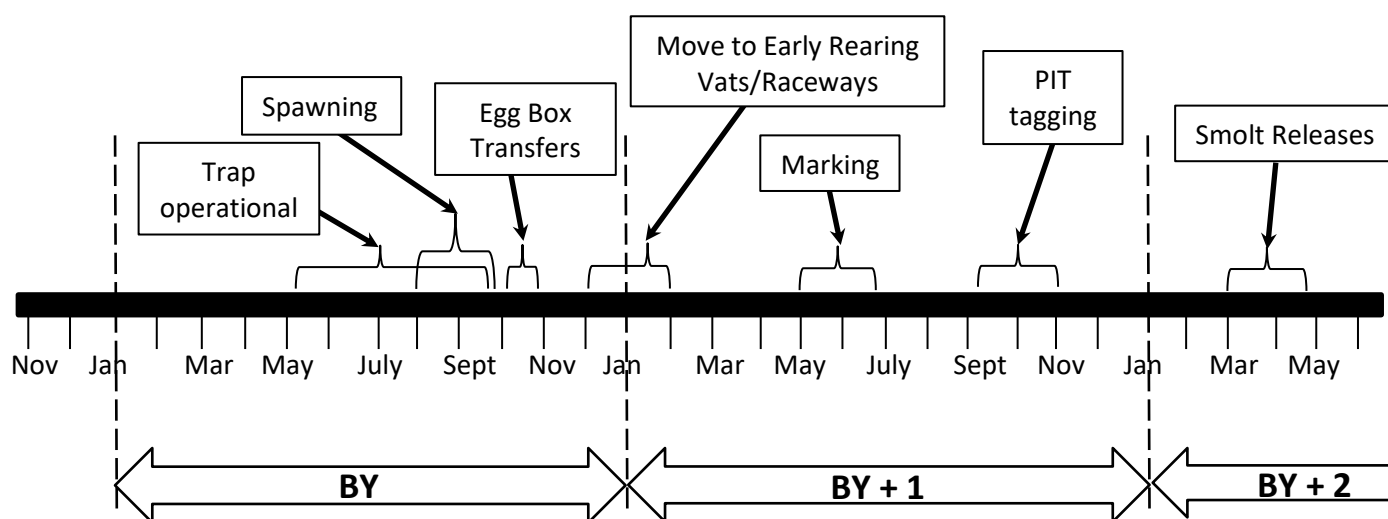 Move to Early Rearing
Vats/Raceways
PIT
tagging
Spawning
Egg Box
Transfers
Smolt Releases
Marking
Trap
operational
Nov Jan Mar May July Sept Nov Jan Mar May July Sept Nov Jan Mar May
BY BY + 1 BY + 2